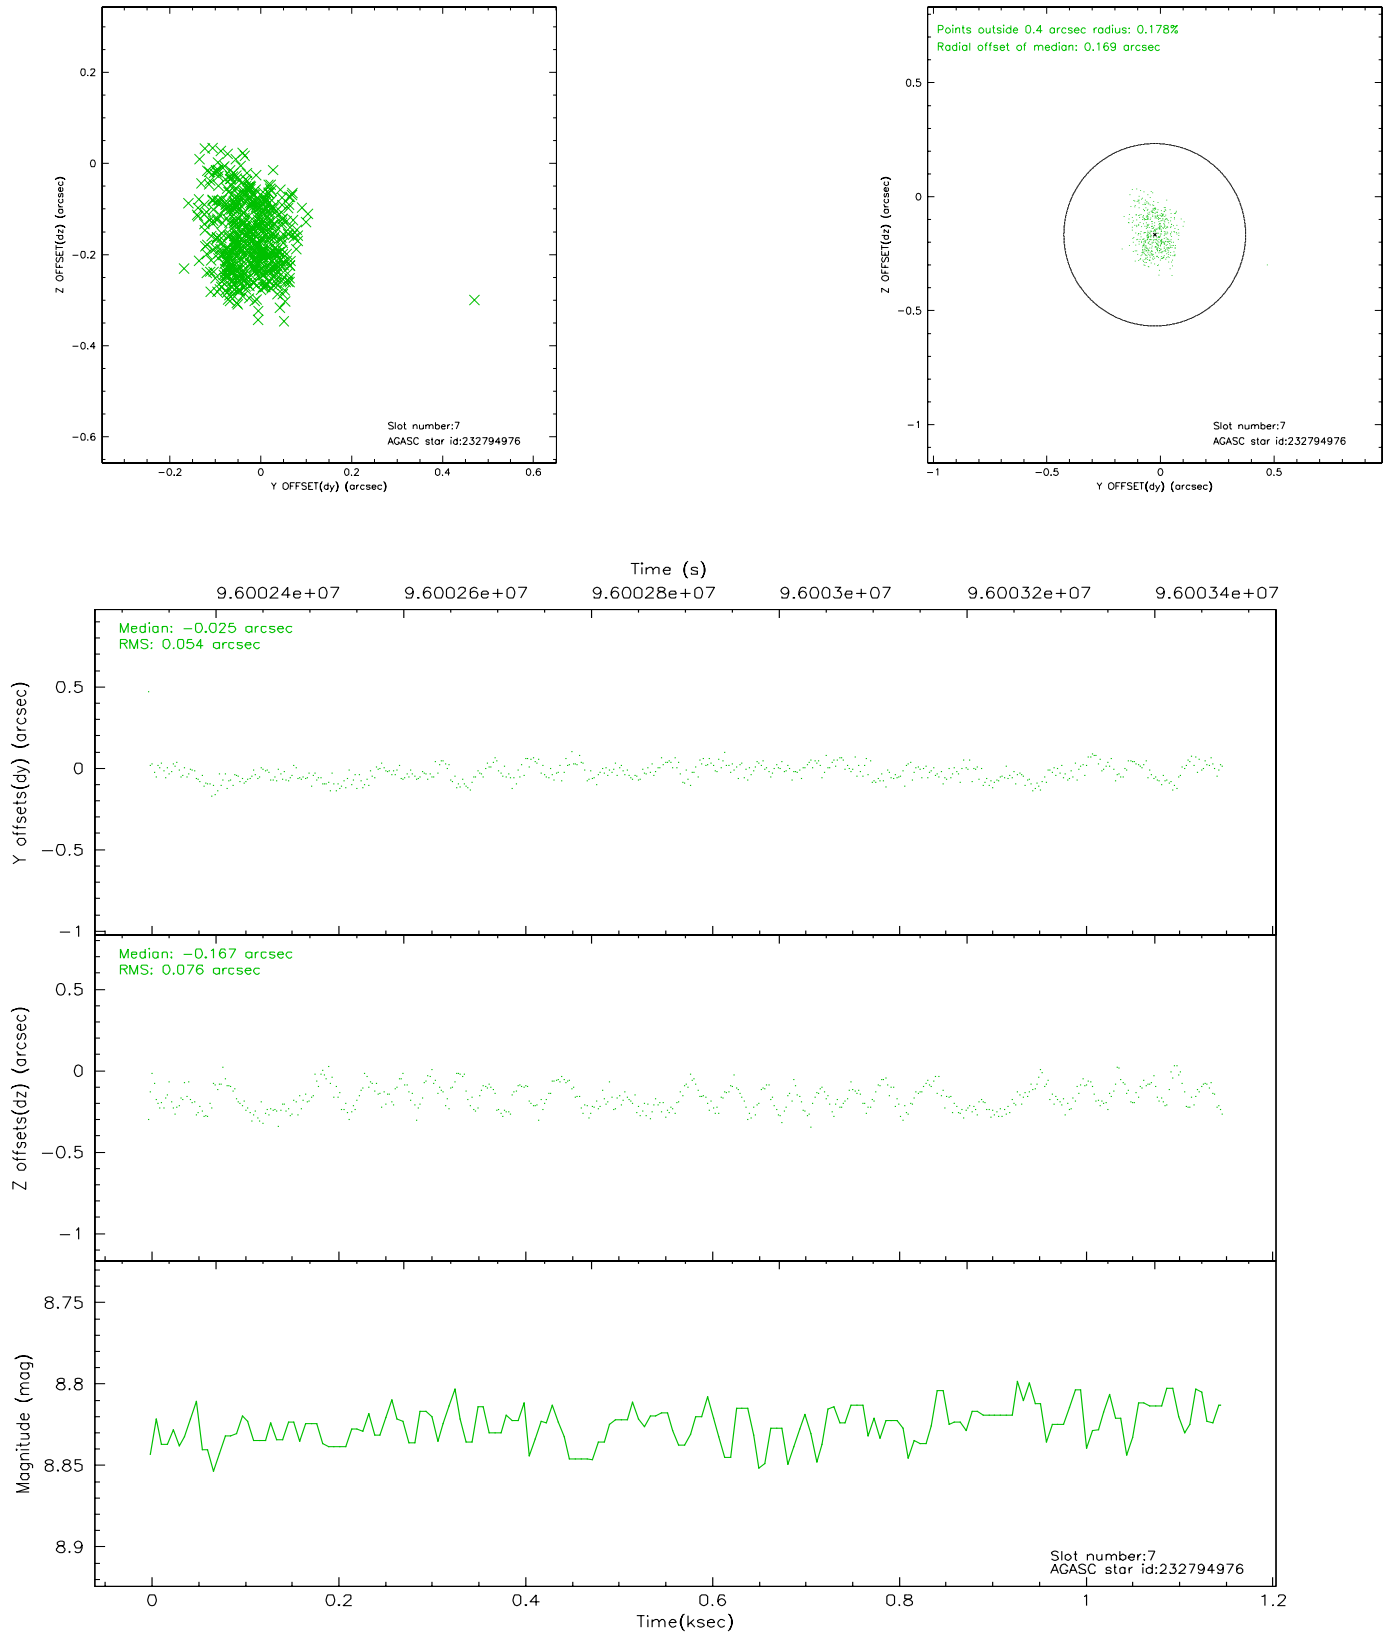 0.2
0
-0.2
-0.4
-0.6
Z OFFSET(dz) (arcsec)
Slot number:7
AGASC star id:232794976
-0.2 0 0.2 0.4 0.6
Y OFFSET(dy) (arcsec)
Points outside 0.4 arcsec radius: 0.178%
Radial offset of median: 0.169 arcsec
0.5
0
-0.5
-1
Z OFFSET(dz) (arcsec)
Slot number:7
AGASC star id:232794976
-1 -0.5 0 0.5
Y OFFSET(dy) (arcsec)
Time (s)
9.60024e+07 9.60026e+07 9.60028e+07 9.6003e+07 9.60032e+07 9.60034e+07
Median: -0.025 arcsec
RMS: 0.054 arcsec
0.5
0
-0.5
-1
Y offsets(dy) (arcsec)
Median: -0.167 arcsec
RMS: 0.076 arcsec
0.5
0
-0.5
-1
Z offsets(dz) (arcsec)
8.75
8.8
8.85
8.9
Magnitude (mag)
Slot number:7
AGASC star id:232794976
0 0.2 0.4 0.6 0.8 1 1.2
Time(ksec)